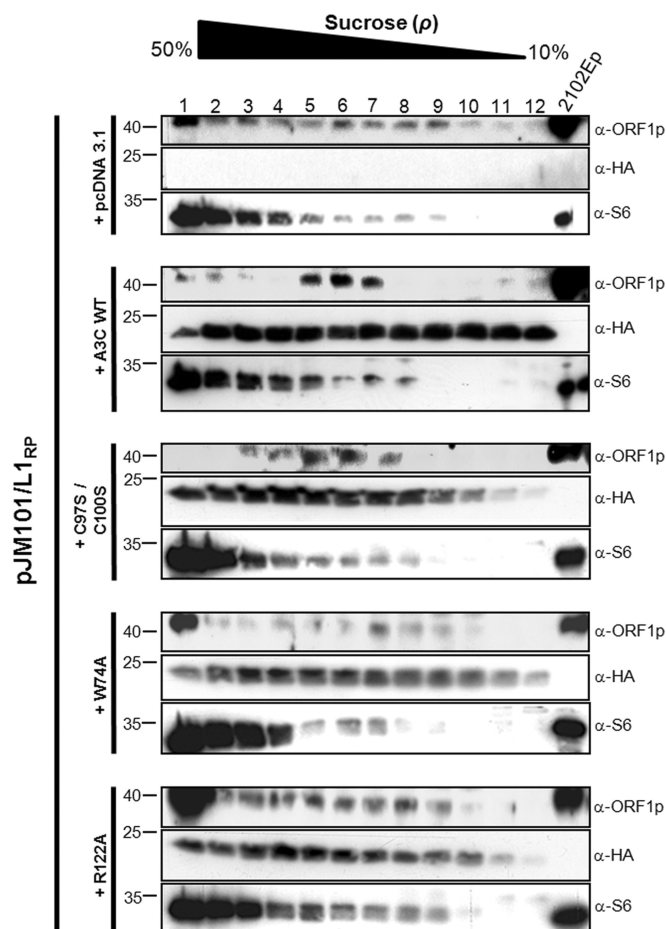 Sucrose (ρ)
50% 10%
1 2 3 4 5 6 7 8 9 10 11 12 2102Ep
pJM101/L1RP
+ pcDNA 3.1
40 α-ORF1p
25 α-HA
35 α-S6
+ A3C WT
40 α-ORF1p
25 α-HA
35 α-S6
+ C97S /
C100S
40 α-ORF1p
25 α-HA
35 α-S6
+ W74A
40 α-ORF1p
25 α-HA
35 α-S6
+ R122A
40 α-ORF1p
25 α-HA
35 α-S6